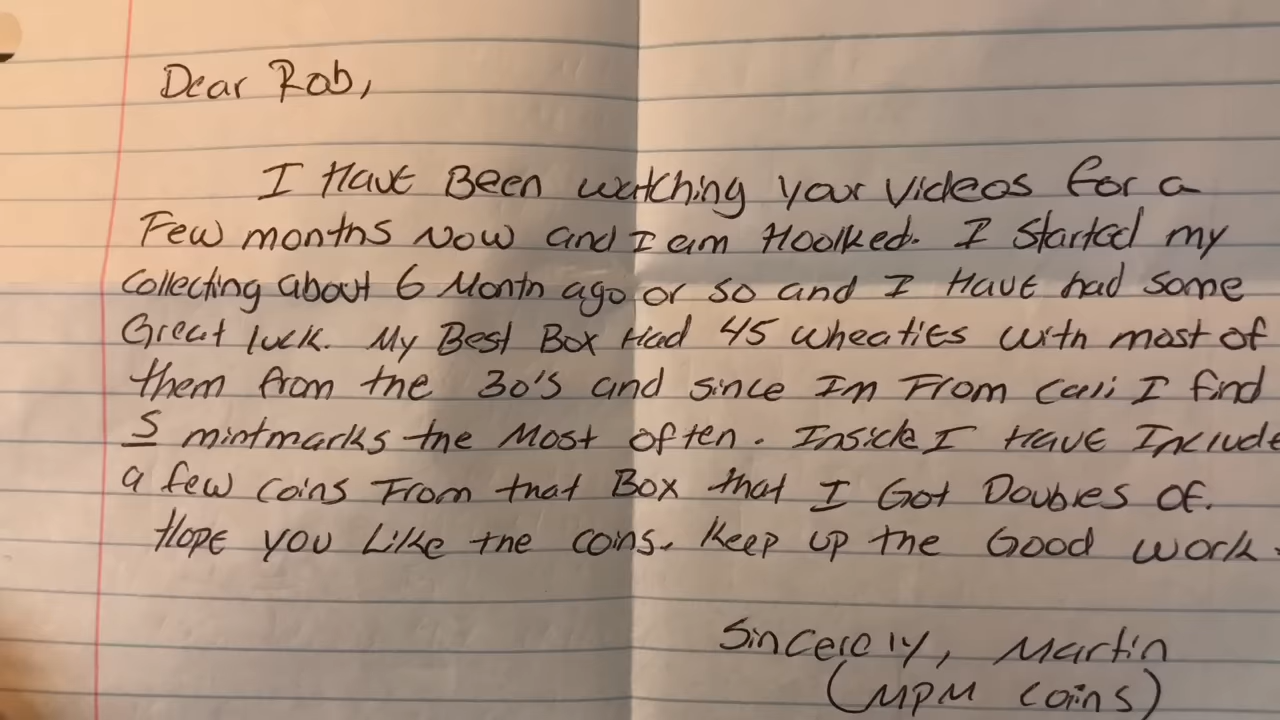 Dear Rob,
I Have Been watching your videos for a
Few months Now and I am Hoolked. I started my
collecting about 6 Month ago or so and I Have had some
Great luck. My Best Box Had 45 wheaties with most of
them from the 30's and since Im From Cali I find
S mintmarks the Most often. Inside I Have Include
a few coins From that Box that I Got Doubles Of.
Hope you Like the coins. Keep up the Good work.
Sincerely, Martin
(MPM coins)